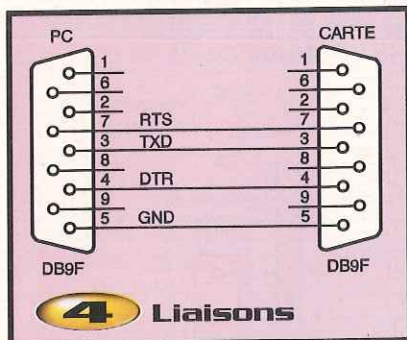 PC CARTE
1 1
6 6
2 2
7 RTS 7
3 TXD 3
8 8
4 DTR 4
9 9
5 GND 5
DB9F DB9F
4 Liaisons